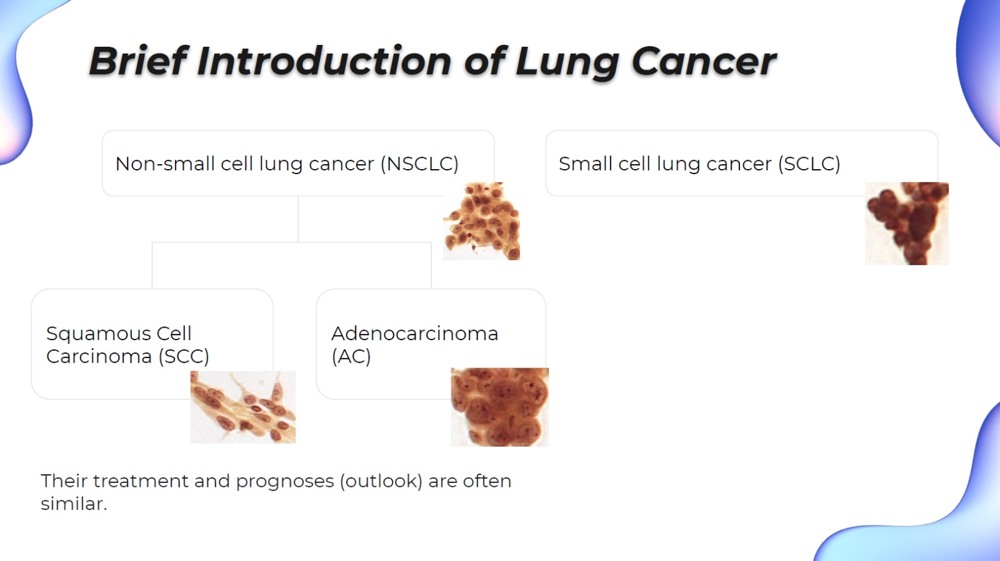 Brief Introduction of Lung Cancer
Non-small cell lung cancer (NSCLC)
Small cell lung cancer (SCLC)
Squamous Cell
Carcinoma (SCC)
Adenocarcinoma
(AC)
Their treatment and prognoses (outlook) are often
similar.